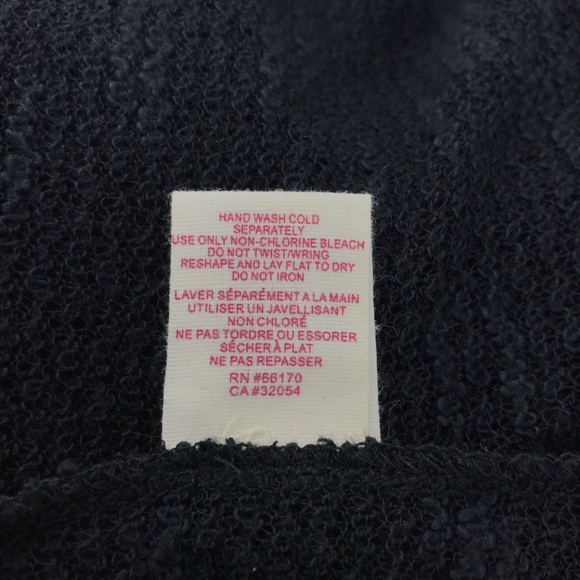 HAND WASH COLD
SEPARATELY
USE ONLY NON-CHLORINE BLEACH
DO NOT TWIST/WRING
RESHAPE AND LAY FLAT TO DRY
DO NOT IRON
LAVER SÉPARÉMENT A LA MAIN
UTILISER UN JAVELLISANT
NON CHLORÉ
NE PAS TORDRE OU ESSORER
SÉCHER À PLAT
NE PAS REPASSER
RN #66170
CA #32054